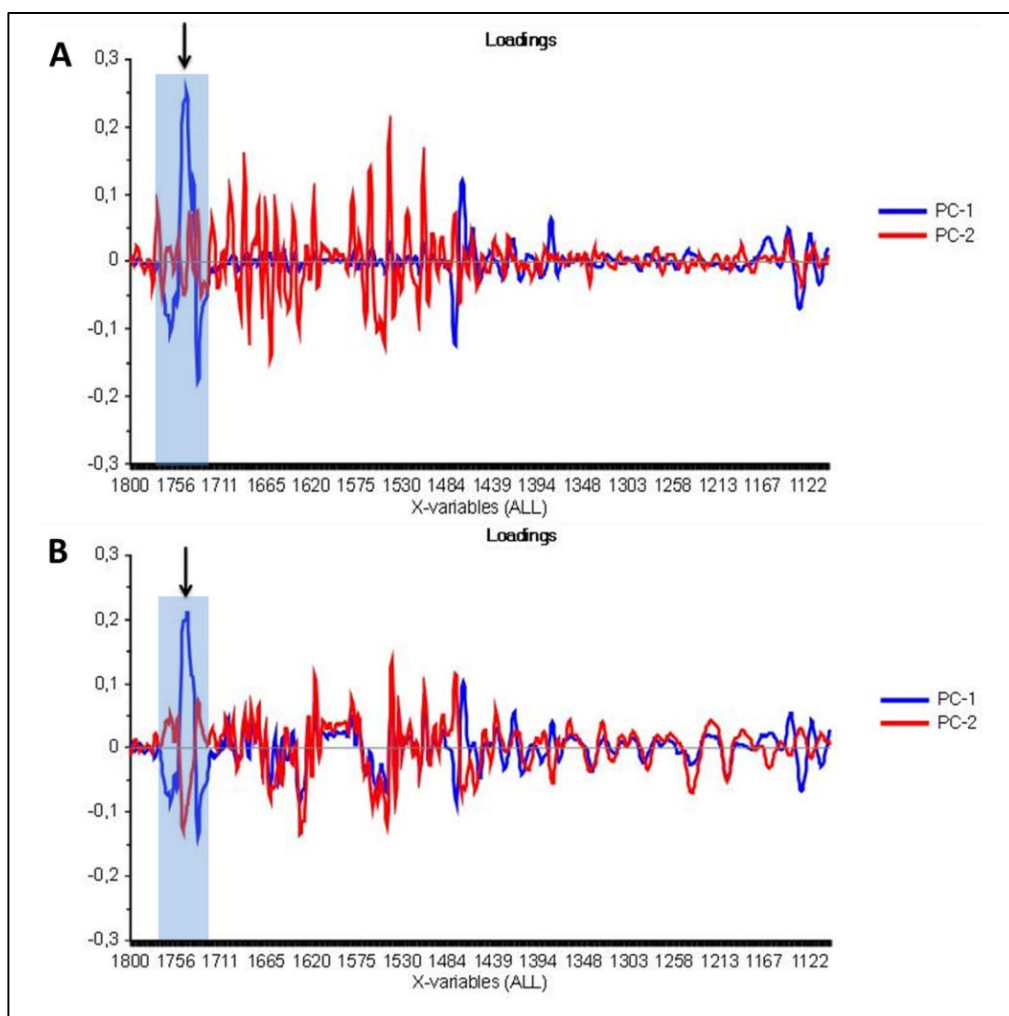 A
Loadings
0,3
0,2
0,1
0
-0,1
-0,2
-0,3
PC-1
PC-2
1800 1756 1711 1665 1620 1575 1530 1484 1439 1394 1348 1303 1258 1213 1167 1122
X-variables (ALL)
B
Loadings
0,3
0,2
0,1
0
-0,1
-0,2
-0,3
PC-1
PC-2
1800 1756 1711 1665 1620 1575 1530 1484 1439 1394 1348 1303 1258 1213 1167 1122
X-variables (ALL)